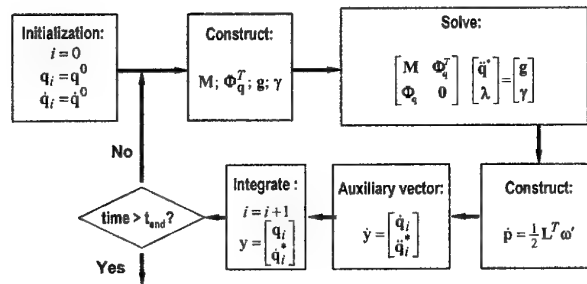 Initialization:
i=0
q_i = q^0
q̇_i = q̇^0
Construct:
M; Φ_q^T; g; γ
Solve:
[M Φ_q^T; Φ_q 0] [q̈^*; λ] = [g; γ]
No
Integrate :
i = i+1
y = [q_i; q̇_i^*]
Auxiliary vector:
ẏ = [q̇_i; q̈_i^*]
Construct:
ṗ = ½ L^T ω′
time > t_end?
Yes